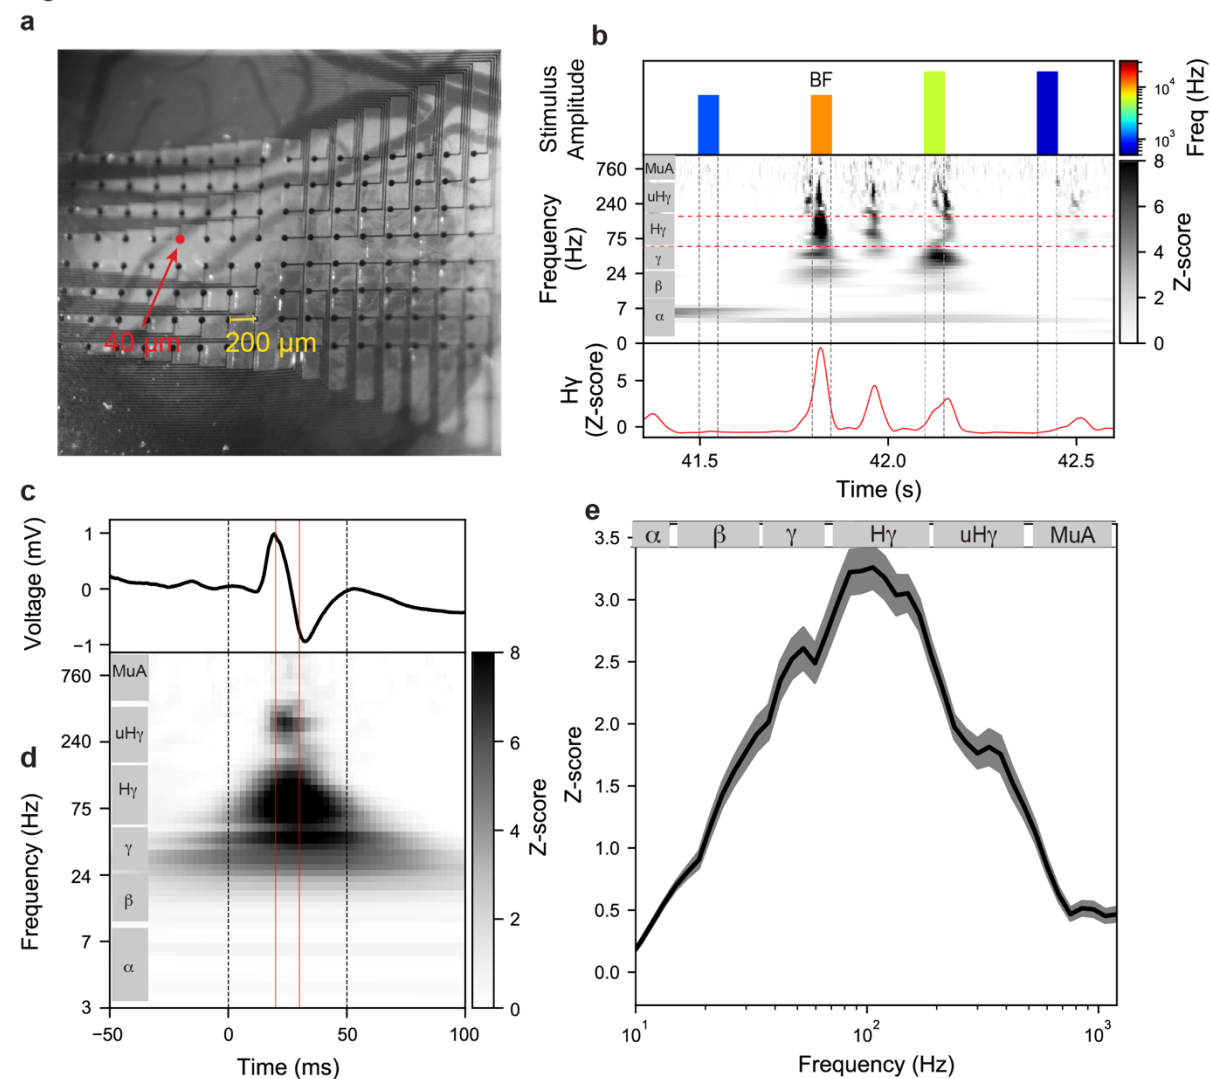 a
40 µm
200 µm
b
Stimulus
Amplitude
BF
Freq (Hz)
10⁴
10³
Frequency
(Hz)
760
240
75
24
7
0
MuA
uHγ
Hγ
γ
β
α
Z-score
8
6
4
2
0
Hγ
(Z-score)
5
0
41.5
42.0
42.5
Time (s)
c
Voltage (mV)
1
0
−1
d
Frequency (Hz)
760
240
75
24
7
3
MuA
uHγ
Hγ
γ
β
α
−50
0
50
100
Time (ms)
Z-score
8
6
4
2
0
e
α
β
γ
Hγ
uHγ
MuA
Z-score
3.5
3.0
2.5
2.0
1.5
1.0
0.5
0.0
10¹
10²
10³
Frequency (Hz)